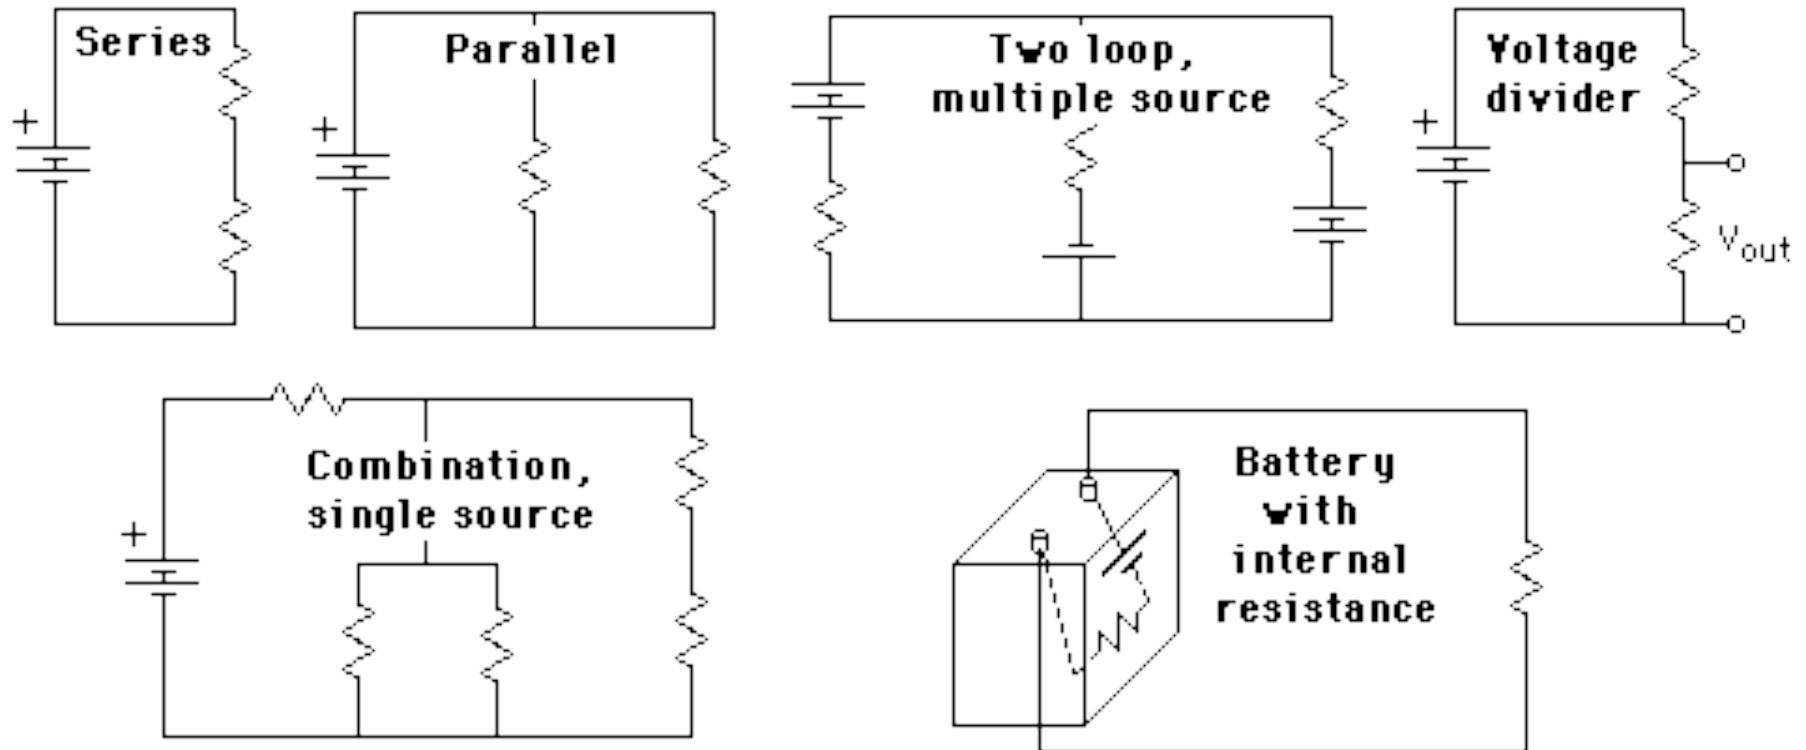 Series
+
Parallel
+
Two loop,
multiple source
Voltage
divider
+
Vout
Combination,
single source
+
Battery
with
internal
resistance